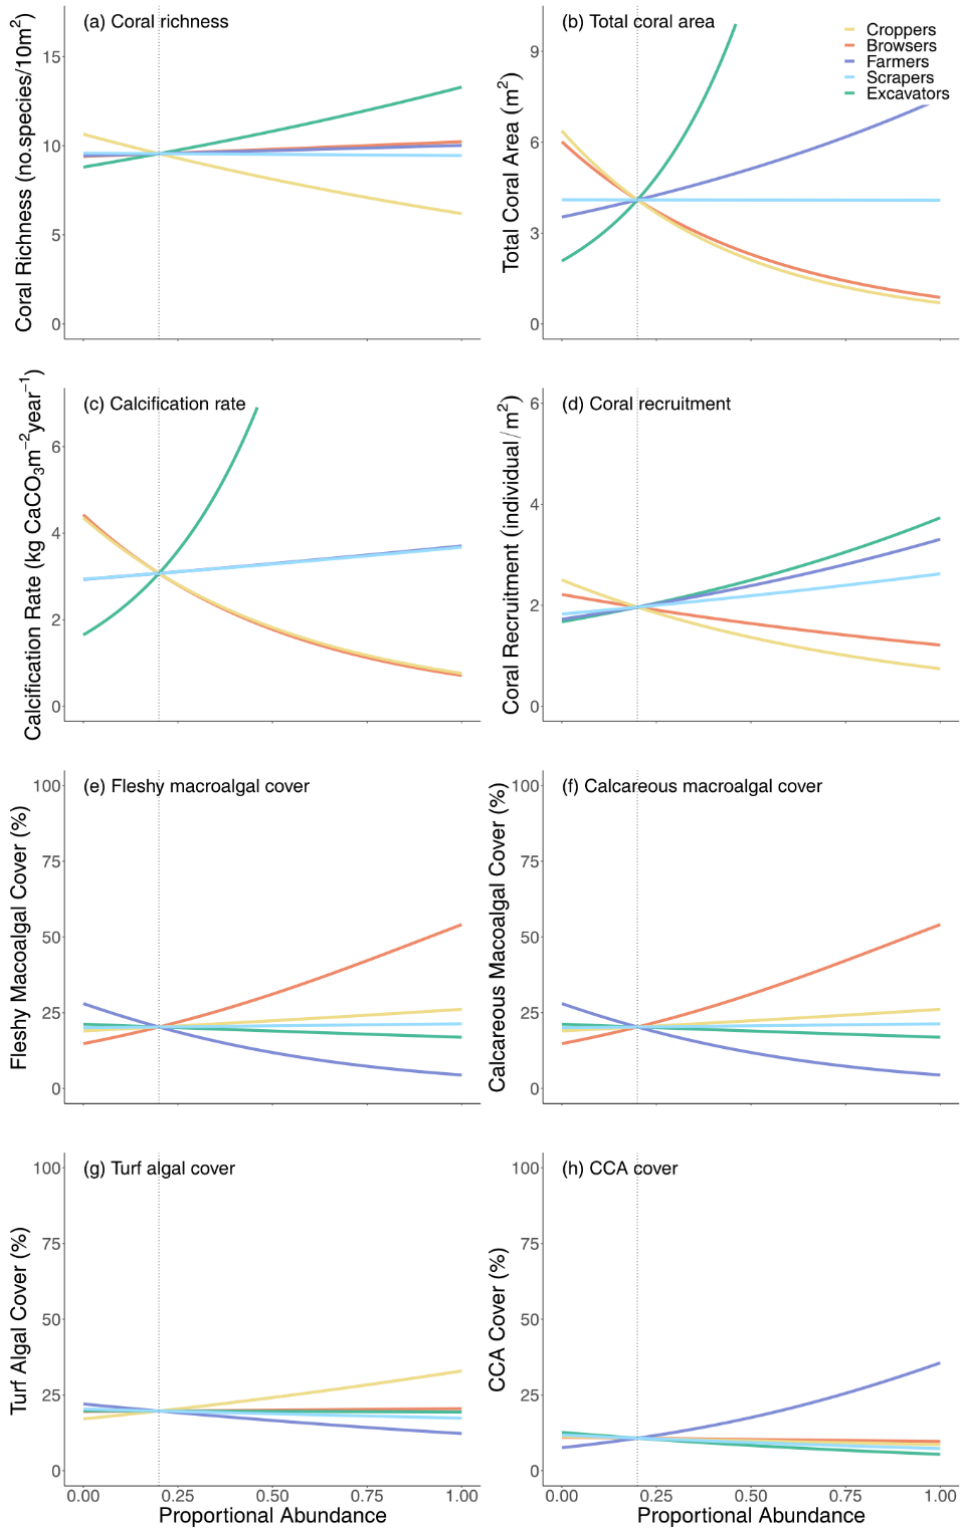 (a) Coral richness
Coral Richness (no.species/10m²)
15
10
5
0
(b) Total coral area
Total Coral Area (m²)
9
6
3
0
Croppers
Browsers
Farmers
Scrapers
Excavators
(c) Calcification rate
Calcification Rate (kg CaCO₃m⁻²year⁻¹)
6
4
2
0
(d) Coral recruitment
Coral Recruitment (individual/m²)
6
4
2
0
(e) Fleshy macroalgal cover
Fleshy Macoalgal Cover (%)
100
75
50
25
0
(f) Calcareous macroalgal cover
Calcareous Macoalgal Cover (%)
100
75
50
25
0
(g) Turf algal cover
Turf Algal Cover (%)
100
75
50
25
0
0.00 0.25 0.50 0.75 1.00
Proportional Abundance
(h) CCA cover
CCA Cover (%)
100
75
50
25
0
0.00 0.25 0.50 0.75 1.00
Proportional Abundance